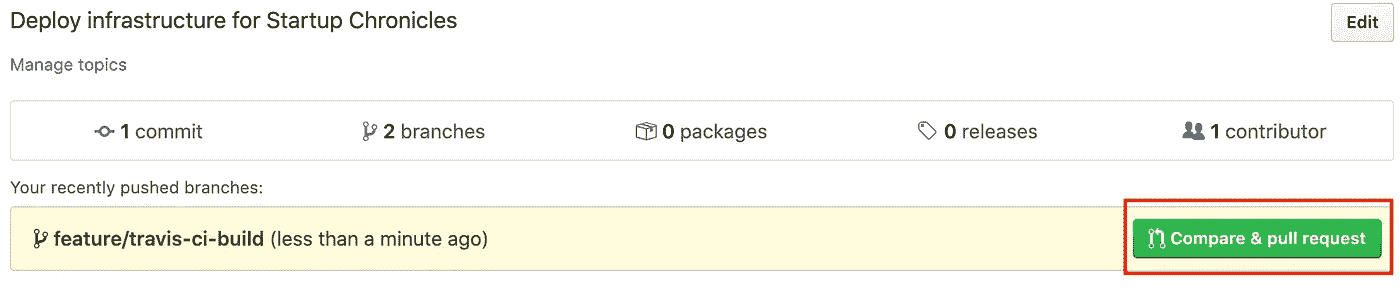 Deploy infrastructure for Startup Chronicles
Edit
Manage topics
1 commit 2 branches 0 packages 0 releases 1 contributor
Your recently pushed branches:
feature/travis-ci-build (less than a minute ago) Compare & pull request